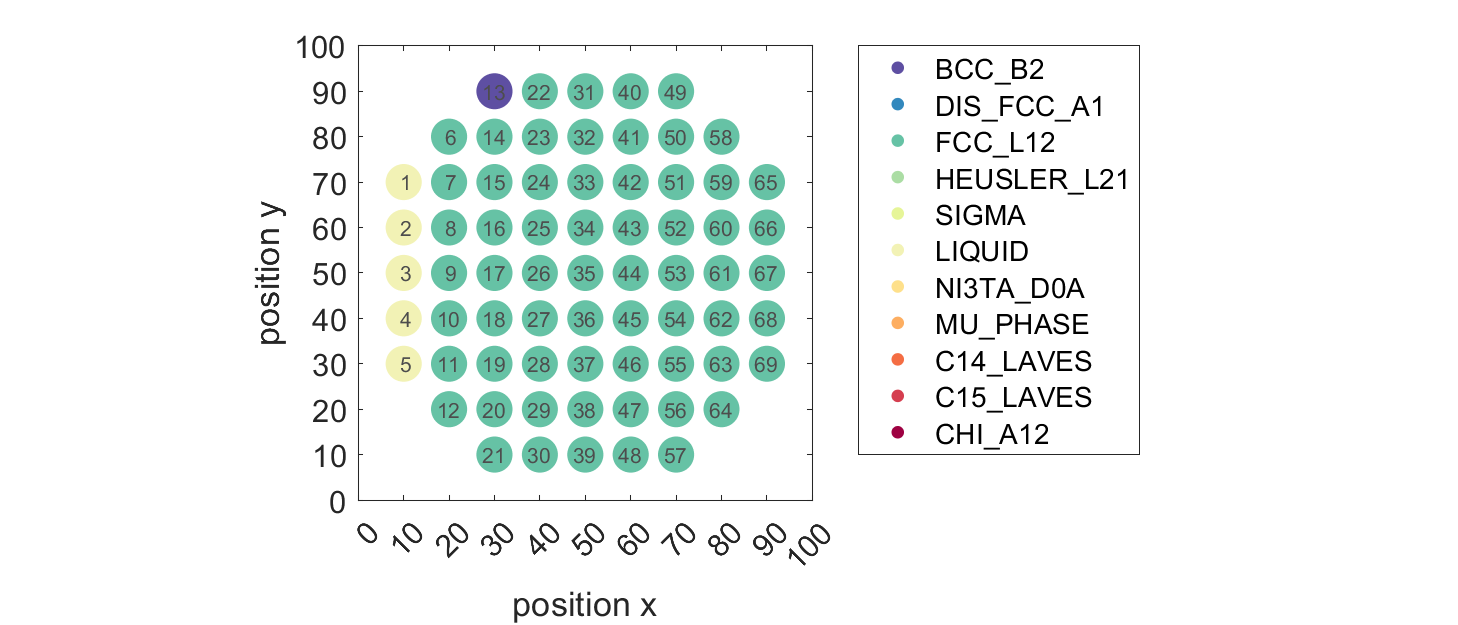 100
90
80
70
60
50
40
30
20
10
0
position y
13 22 31 40 49
6 14 23 32 41 50 58
1 7 15 24 33 42 51 59 65
2 8 16 25 34 43 52 60 66
3 9 17 26 35 44 53 61 67
4 10 18 27 36 45 54 62 68
5 11 19 28 37 46 55 63 69
12 20 29 38 47 56 64
21 30 39 48 57
0 10 20 30 40 50 60 70 80 90 100
position x
BCC_B2
DIS_FCC_A1
FCC_L12
HEUSLER_L21
SIGMA
LIQUID
NI3TA_D0A
MU_PHASE
C14_LAVES
C15_LAVES
CHI_A12